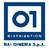 01
DISTRIBUTION
RAI CINEMA S.p.A.